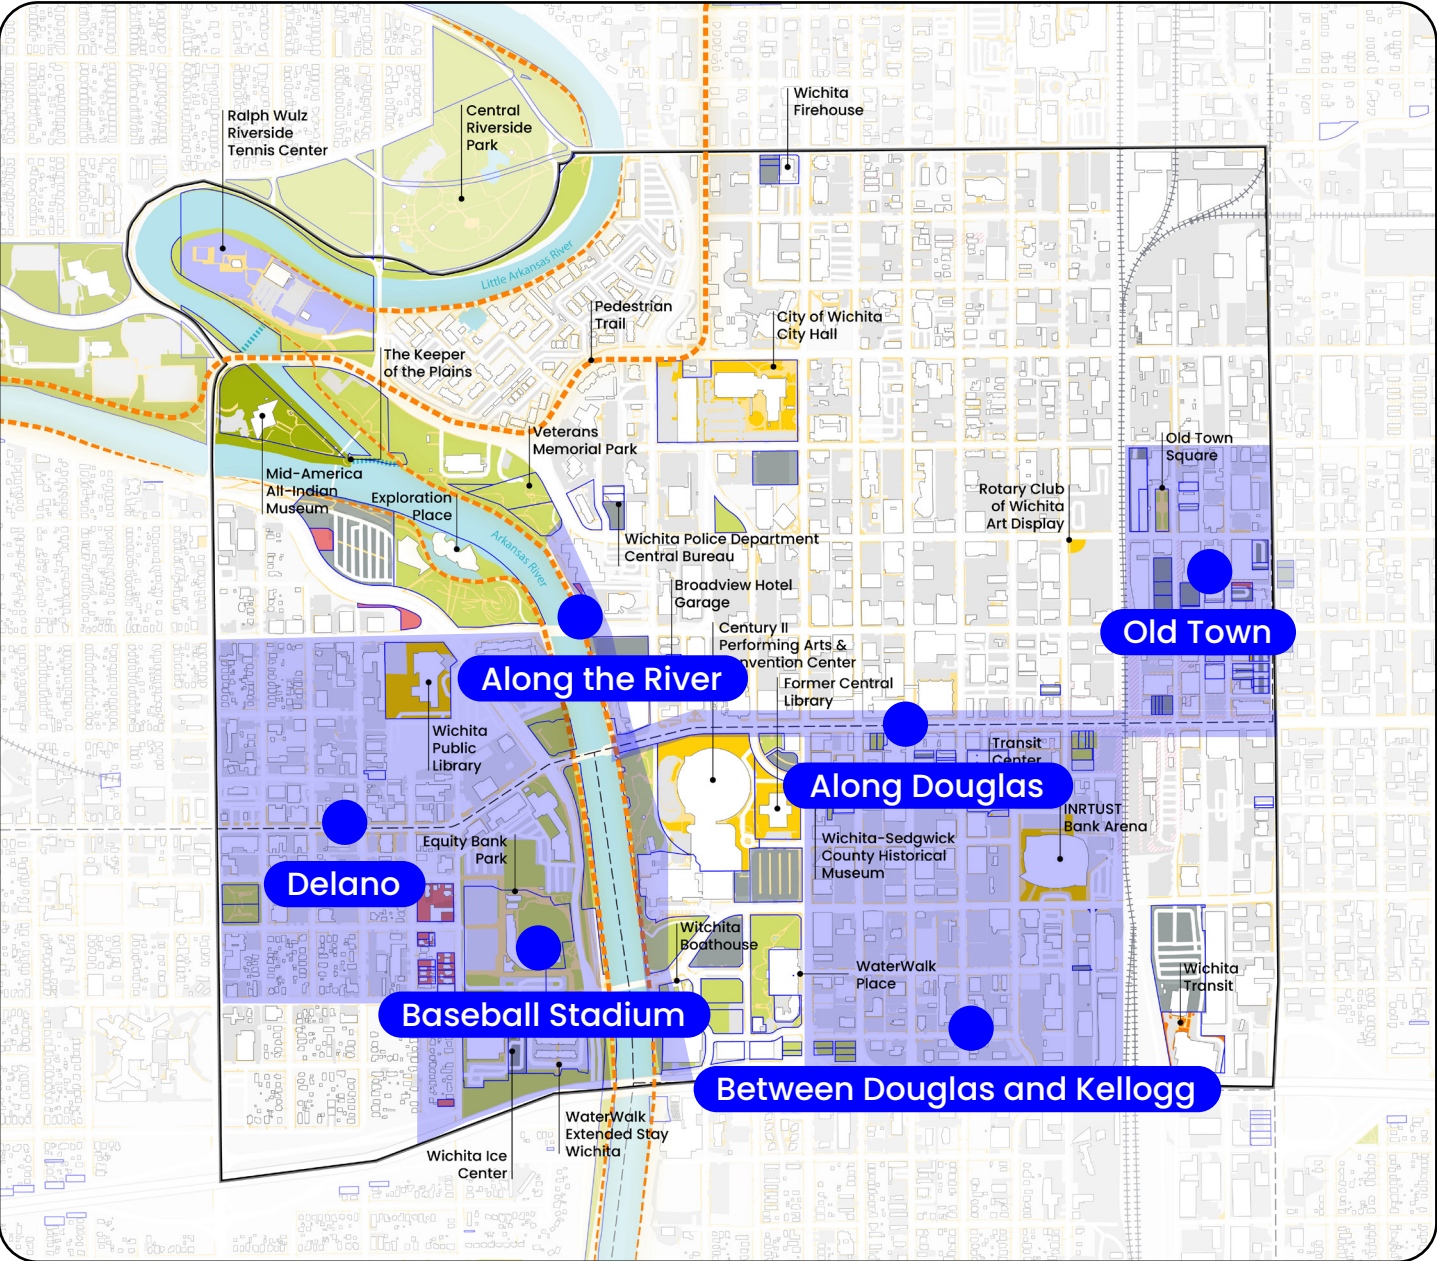 Wichita
Firehouse
Ralph Wulz
Riverside
Tennis Center
Central
Riverside
Park
Little Arkansas River
Pedestrian
Trail
City of Wichita
City Hall
The Keeper
of the Plains
Veterans
Memorial Park
Old Town
Square
Mid-America
All-Indian
Museum
Exploration
Place
Rotary Club
of Wichita
Art Display
Arkansas River
Wichita Police Department
Central Bureau
Broadview Hotel
Garage
Century II
Performing Arts &
nvention Center
Old Town
Along the River
Former Central
Library
Wichita
Public
Library
Transit
Center
Along Douglas
INRTUST
Bank Arena
Delano
Equity Bank
Park
Wichita-Sedgwick
County Historical
Museum
Witchita
Boathouse
WaterWalk
Place
Wichita
Transit
Baseball Stadium
Between Douglas and Kellogg
WaterWalk
Extended Stay
Wichita
Wichita Ice
Center